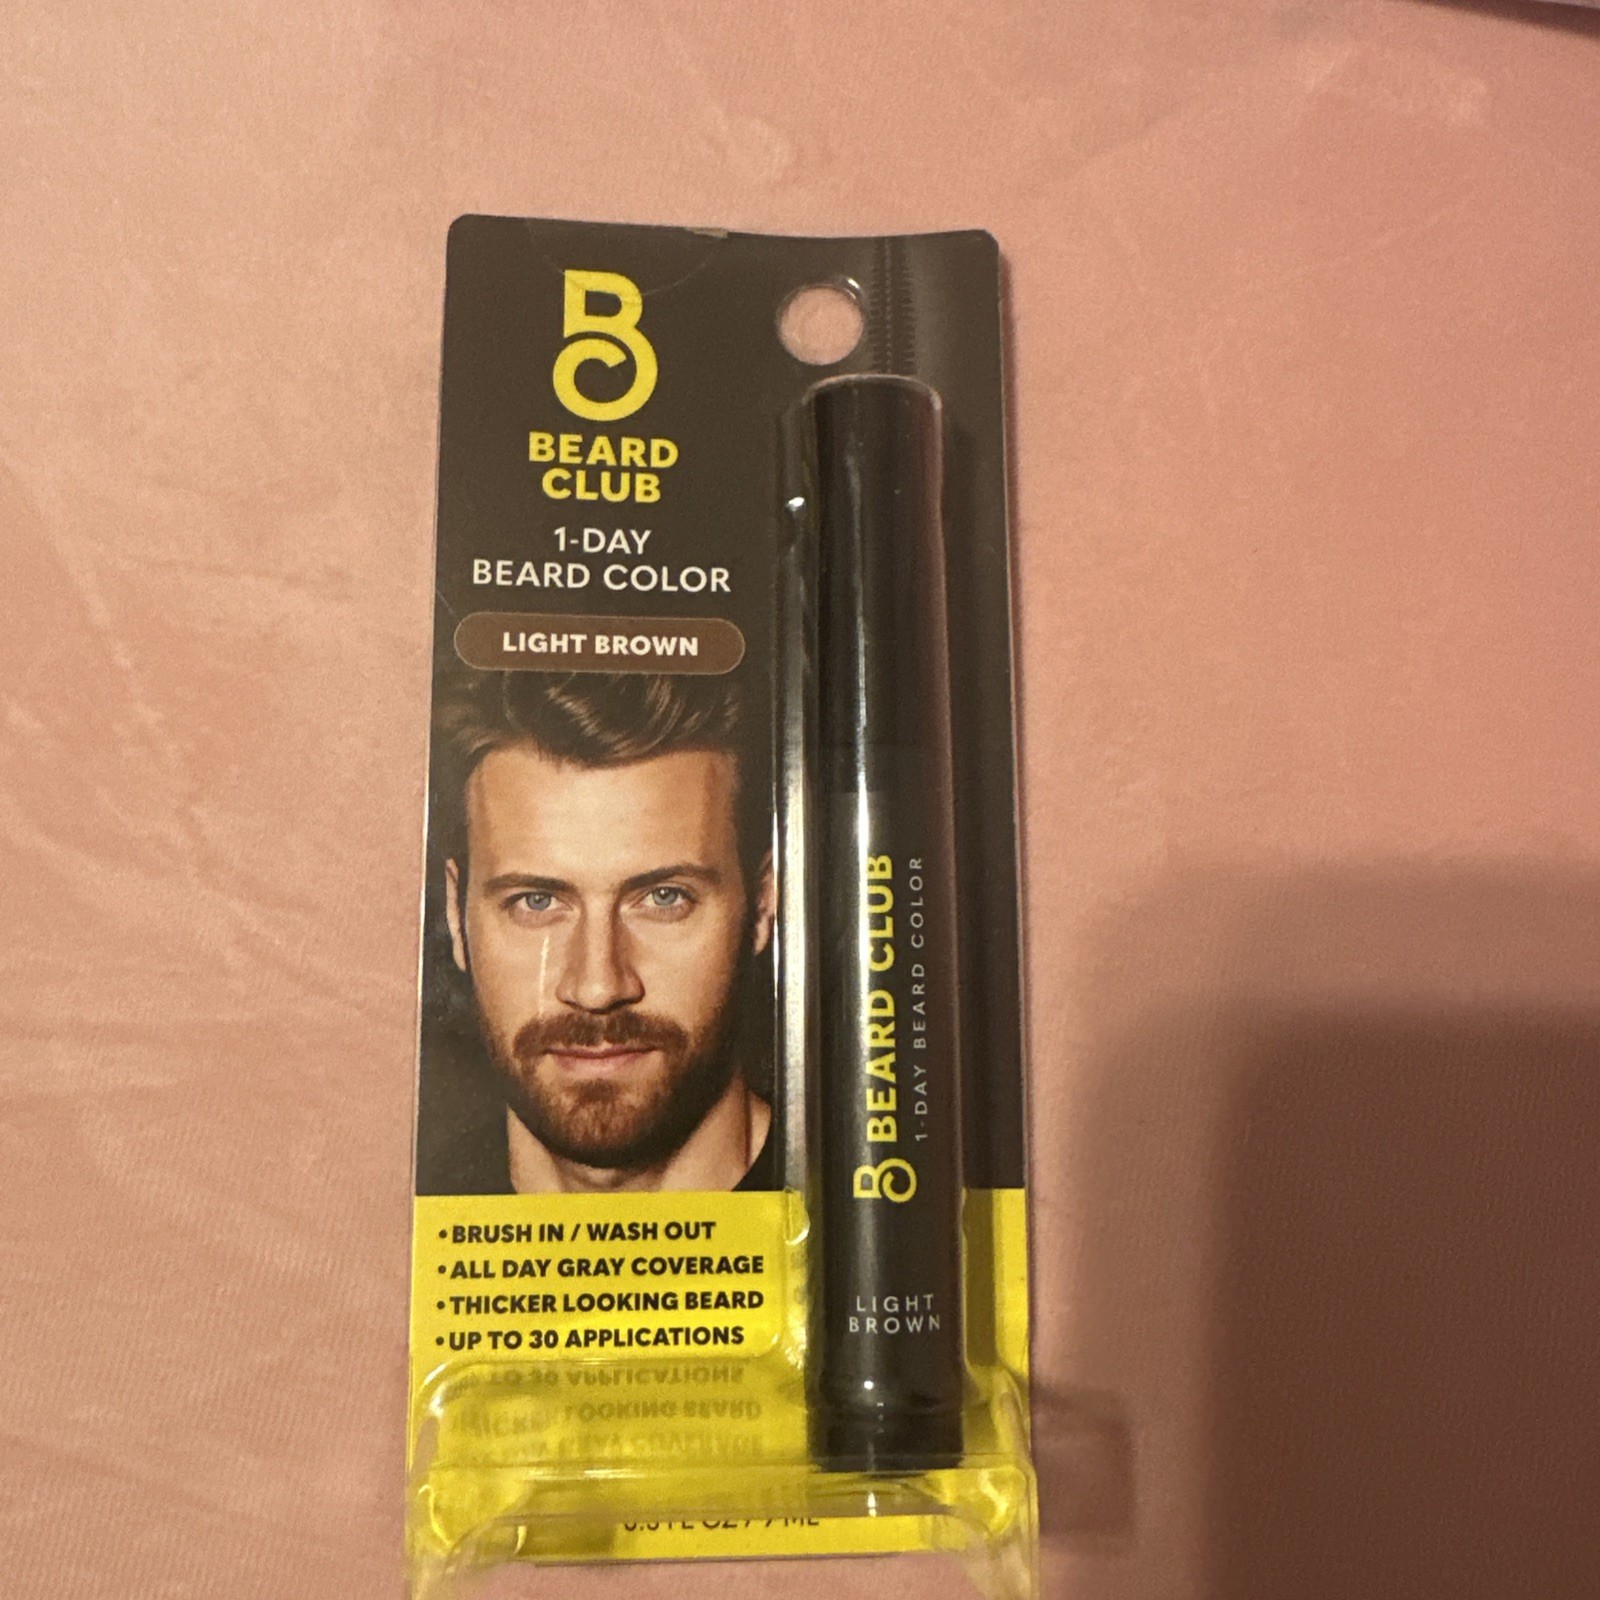 BEARD
CLUB
1-DAY
BEARD COLOR
LIGHT BROWN
•BRUSH IN / WASH OUT
•ALL DAY GRAY COVERAGE
•THICKER LOOKING BEARD
•UP TO 30 APPLICATIONS
BEARD CLUB
1-DAY BEARD COLOR
LIGHT
BROWN